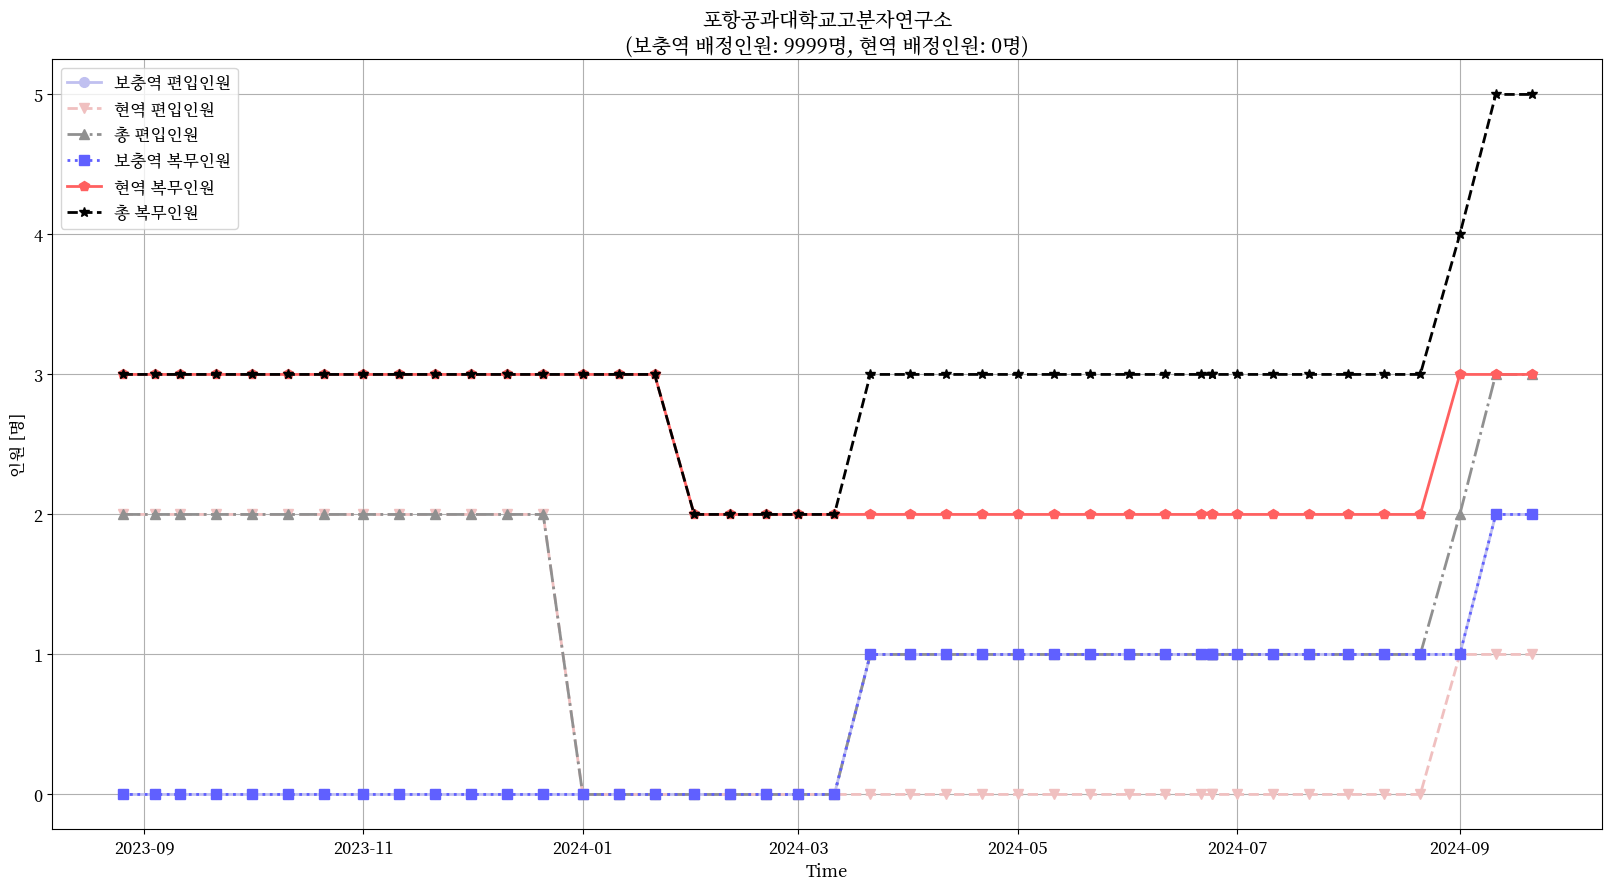 포항공과대학교고분자연구소
(보충역 배정인원: 9999명, 현역 배정인원: 0명)
보충역 편입인원
현역 편입인원
총 편입인원
보충역 복무인원
현역 복무인원
총 복무인원
인원 [명]
5
4
3
2
1
0
2023-09
2023-11
2024-01
2024-03
2024-05
2024-07
2024-09
Time